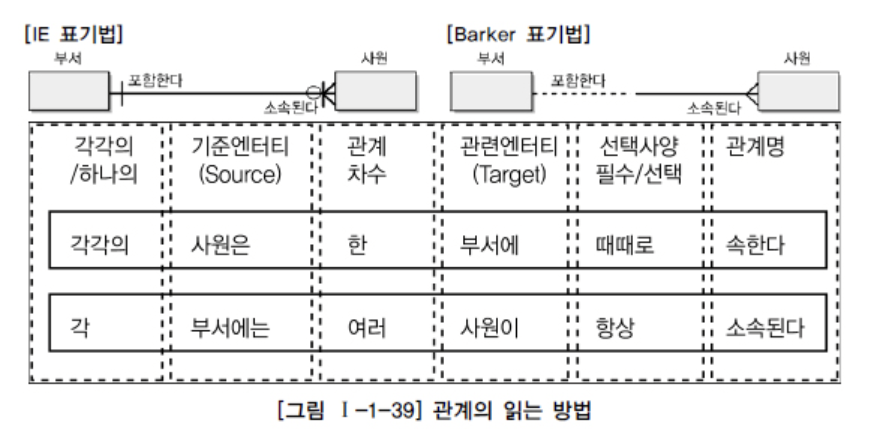 [IE 표기법]
[Barker 표기법]
부서
사원
포함한다
소속된다
부서
사원
포함한다
소속된다
각각의
/하나의
기준엔터티
(Source)
관계
차수
관련엔터티
(Target)
선택사양
필수/선택
관계명
각각의 사원은 한 부서에 때때로 속한다
각 부서에는 여러 사원이 항상 소속된다
[그림 Ⅰ-1-39] 관계의 읽는 방법